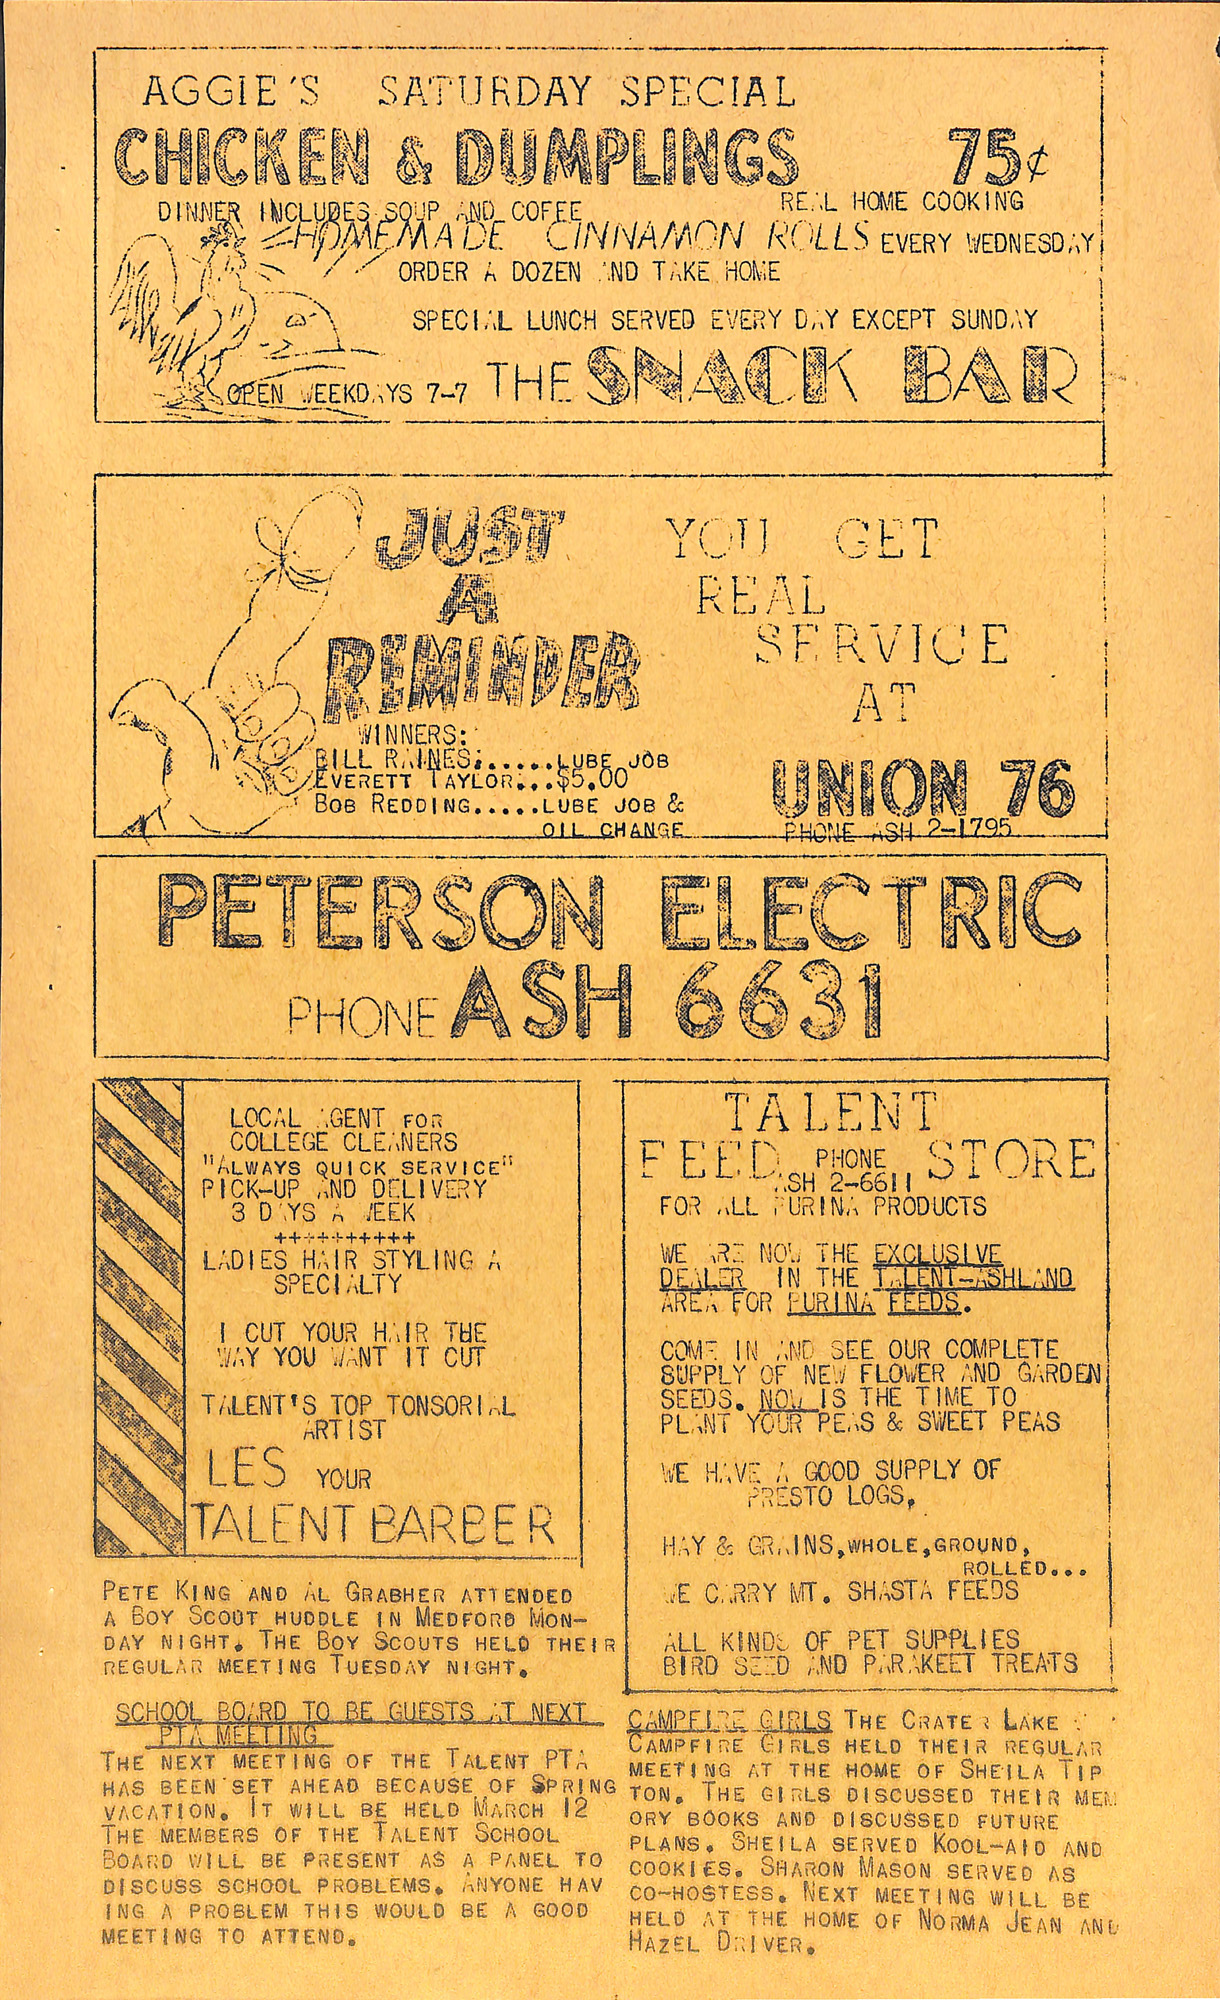 AGGIE'S SATURDAY SPECIAL
CHICKEN & DUMPLINGS 75¢
DINNER INCLUDES SOUP AND COFEE
REAL HOME COOKING
HOMEMADE CINNAMON ROLLS EVERY WEDNESDAY
ORDER A DOZEN AND TAKE HOME
SPECIAL LUNCH SERVED EVERY DAY EXCEPT SUNDAY
OPEN WEEKDAYS 7-7 THE SNACK BAR
JUST
A
REMINDER
WINNERS:
BILL RAINES:.....LUBE JOB
EVERETT TAYLOR...$5.00
BOB REDDING.....LUBE JOB &
OIL CHANGE
YOU GET
REAL
SERVICE
AT
UNION 76
PHONE ASH 2-1795
PETERSON ELECTRIC
PHONE ASH 6631
LOCAL AGENT FOR
COLLEGE CLEANERS
"ALWAYS QUICK SERVICE"
PICK-UP AND DELIVERY
3 DAYS A WEEK
++++++++++
LADIES HAIR STYLING A
SPECIALTY
I CUT YOUR HAIR THE
WAY YOU WANT IT CUT
TALENT'S TOP TONSORIAL
ARTIST
LES YOUR
TALENT BARBER
TALENT
FEED STORE
PHONE
ASH 2-6611
FOR ALL PURINA PRODUCTS
WE ARE NOW THE EXCLUSIVE
DEALER IN THE TALENT-ASHLAND
AREA FOR PURINA FEEDS.
COME IN AND SEE OUR COMPLETE
SUPPLY OF NEW FLOWER AND GARDEN
SEEDS. NOW IS THE TIME TO
PLANT YOUR PEAS & SWEET PEAS
WE HAVE A GOOD SUPPLY OF
PRESTO LOGS.
HAY & GRAINS,WHOLE,GROUND,
ROLLED...
WE CARRY MT. SHASTA FEEDS
ALL KINDS OF PET SUPPLIES
BIRD SEED AND PARAKEET TREATS
PETE KING AND AL GRABHER ATTENDED
A BOY SCOUT HUDDLE IN MEDFORD MON-
DAY NIGHT. THE BOY SCOUTS HELD THEIR
REGULAR MEETING TUESDAY NIGHT.
SCHOOL BOARD TO BE GUESTS AT NEXT
PTA MEETING
THE NEXT MEETING OF THE TALENT PTA
HAS BEEN SET AHEAD BECAUSE OF SPRING
VACATION. IT WILL BE HELD MARCH 12
THE MEMBERS OF THE TALENT SCHOOL
BOARD WILL BE PRESENT AS A PANEL TO
DISCUSS SCHOOL PROBLEMS. ANYONE HAV
ING A PROBLEM THIS WOULD BE A GOOD
MEETING TO ATTEND.
CAMPFIRE GIRLS THE CRATER LAKE
CAMPFIRE GIRLS HELD THEIR REGULAR
MEETING AT THE HOME OF SHEILA TIP
TON. THE GIRLS DISCUSSED THEIR MEM
ORY BOOKS AND DISCUSSED FUTURE
PLANS. SHEILA SERVED KOOL-AID AND
COOKIES. SHARON MASON SERVED AS
CO-HOSTESS. NEXT MEETING WILL BE
HELD AT THE HOME OF NORMA JEAN AND
HAZEL DRIVER.